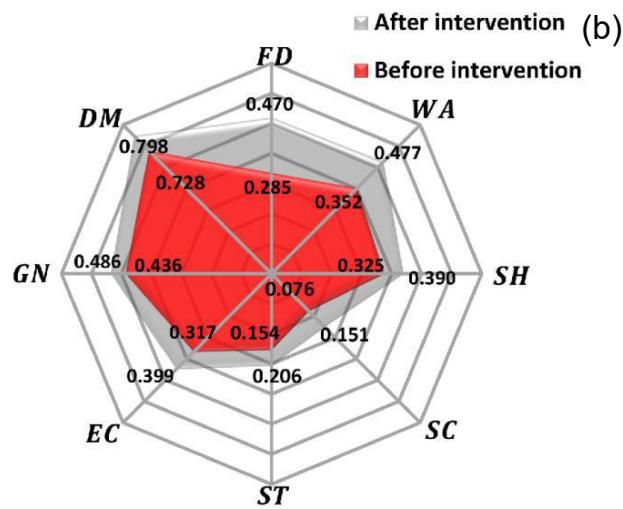 After intervention (b)
Before intervention
FD
DM
WA
0.470
0.798
0.477
0.728
0.285
0.352
GN
0.486
0.436
0.325
0.390
SH
0.076
0.317
0.154
0.151
0.399
0.206
EC
SC
ST